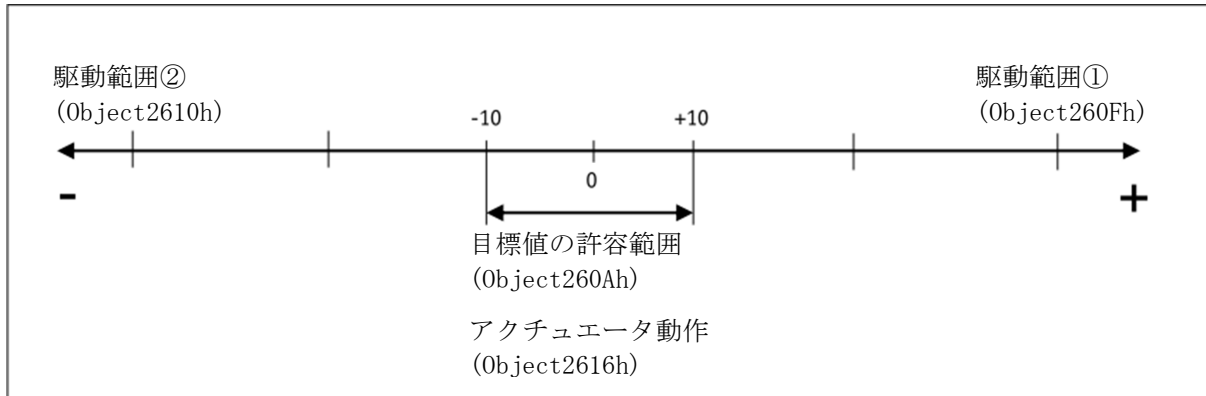 駆動範囲②
(Object2610h)
駆動範囲①
(Object260Fh)
-10
+10
0
-
+
目標値の許容範囲
(Object260Ah)
アクチュエータ動作
(Object2616h)